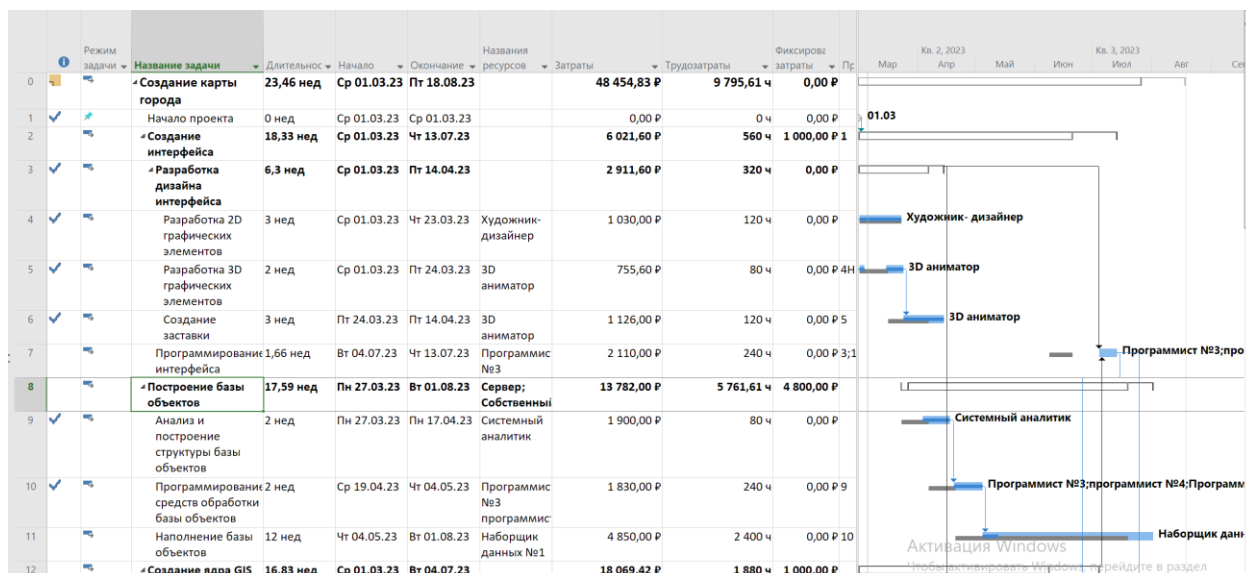 Кв. 2, 2023 Кв. 3, 2023
Режим Названия Фиксирова
задачи Название задачи Длительнос Начало Окончание ресурсов Затраты Трудозатраты затраты Пр Мар Апр Май Июн Июл Авг Сен
0 Создание карты 23,46 нед Ср 01.03.23 Пт 18.08.23 48 454,83 ₽ 9 795,61 ч 0,00 ₽
города
1 Начало проекта 0 нед Ср 01.03.23 Ср 01.03.23 0,00 ₽ 0 ч 0,00 ₽ 01.03
2 Создание 18,33 нед Ср 01.03.23 Чт 13.07.23 6 021,60 ₽ 560 ч 1 000,00 ₽ 1
интерфейса
3 Разработка 6,3 нед Ср 01.03.23 Пт 14.04.23 2 911,60 ₽ 320 ч 0,00 ₽
дизайна
интерфейса
4 Разработка 2D 3 нед Ср 01.03.23 Чт 23.03.23 Художник- 1 030,00 ₽ 120 ч 0,00 ₽ Художник- дизайнер
графических дизайнер
элементов
5 Разработка 3D 2 нед Ср 01.03.23 Пт 24.03.23 3D 755,60 ₽ 80 ч 0,00 ₽ 4Н 3D аниматор
графических аниматор
элементов
6 Создание 3 нед Пт 24.03.23 Пт 14.04.23 3D 1 126,00 ₽ 120 ч 0,00 ₽ 5 3D аниматор
заставки аниматор
7 Программирование 1,66 нед Вт 04.07.23 Чт 13.07.23 Программис 2 110,00 ₽ 240 ч 0,00 ₽ 3;1 Программист №3;про
интерфейса №3
8 Построение базы 17,59 нед Пн 27.03.23 Вт 01.08.23 Сервер; 13 782,00 ₽ 5 761,61 ч 4 800,00 ₽
объектов Собственный
9 Анализ и 2 нед Пн 27.03.23 Пн 17.04.23 Системный 1 900,00 ₽ 80 ч 0,00 ₽ Системный аналитик
построение аналитик
структуры базы
объектов
10 Программирование 2 нед Ср 19.04.23 Чт 04.05.23 Программис 1 830,00 ₽ 240 ч 0,00 ₽ 9 Программист №3;программист №4;Программ
средств обработки №3
базы объектов программист
11 Наполнение базы 12 нед Чт 04.05.23 Вт 01.08.23 Наборщик 4 850,00 ₽ 2 400 ч 0,00 ₽ 10 Наборщик данн
объектов данных №1
Активация Windows
12 Создание ядра GIS 16,83 нед Ср 01.03.23 Вт 04.07.23 18 069,42 ₽ 1 880 ч 1 000,00 ₽
Чтобы активировать Windows, перейдите в раздел